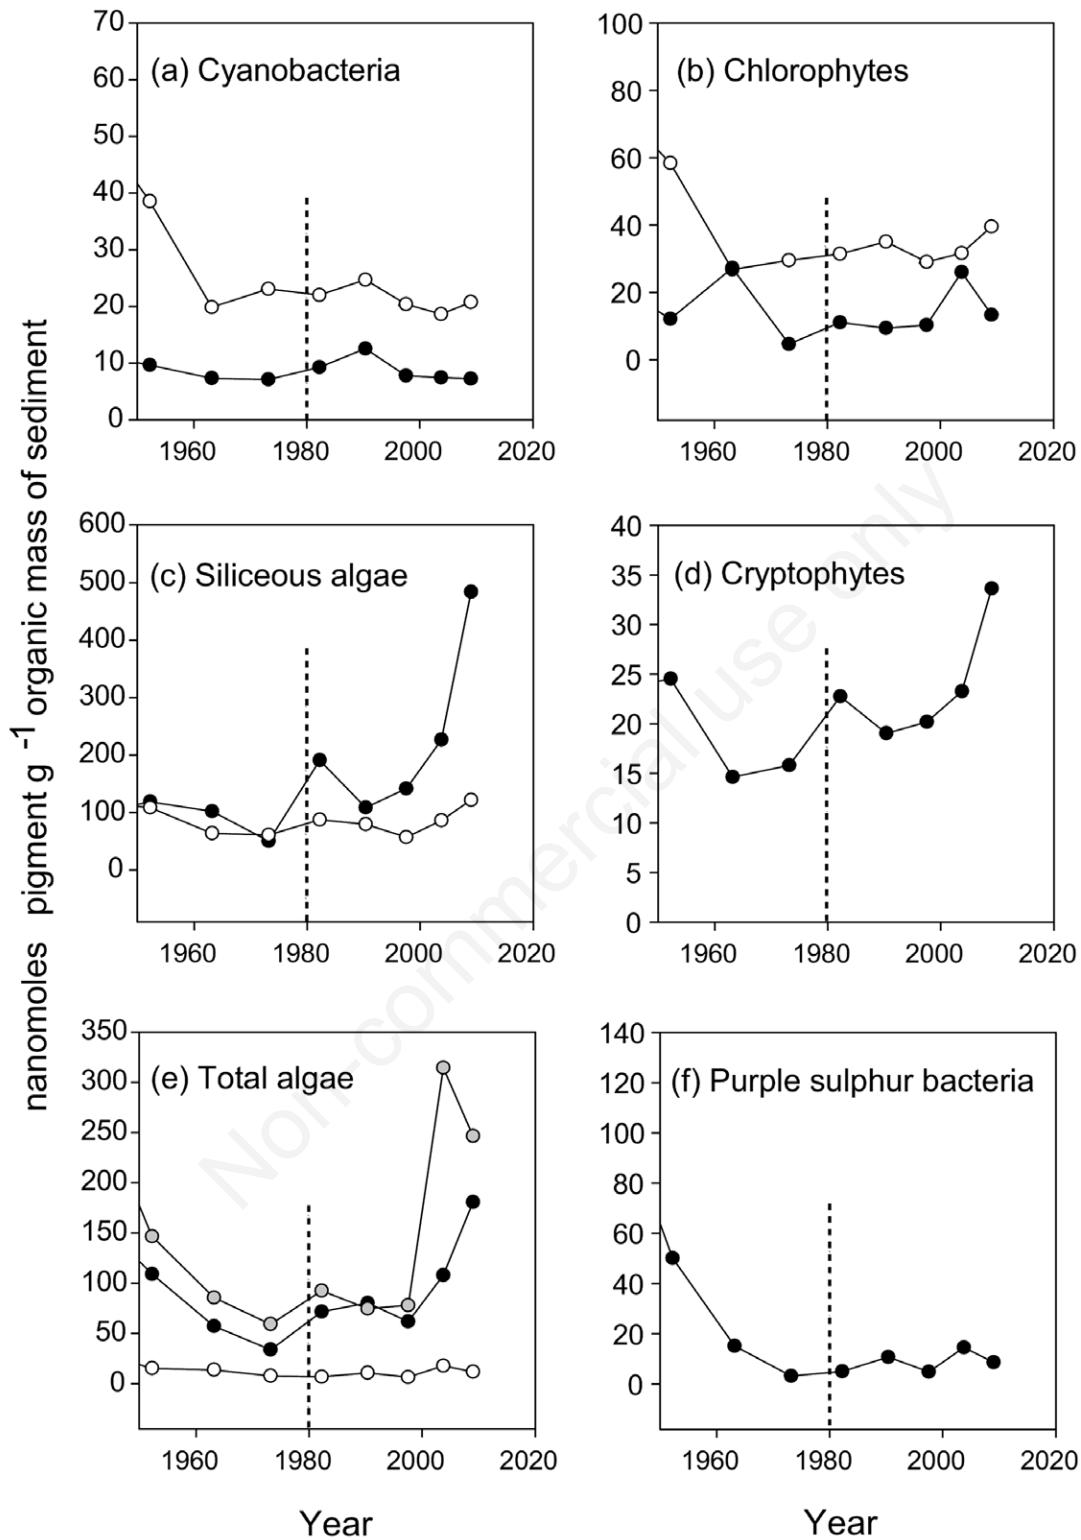 nanomoles pigment g -1 organic mass of sediment
(a) Cyanobacteria
70
60
50
40
30
20
10
0
1960 1980 2000 2020
(b) Chlorophytes
100
80
60
40
20
0
1960 1980 2000 2020
(c) Siliceous algae
600
500
400
300
200
100
0
1960 1980 2000 2020
(d) Cryptophytes
40
35
30
25
20
15
10
5
0
1960 1980 2000 2020
(e) Total algae
350
300
250
200
150
100
50
0
1960 1980 2000 2020
Year
(f) Purple sulphur bacteria
140
120
100
80
60
40
20
0
1960 1980 2000 2020
Year
Non-commercial use only